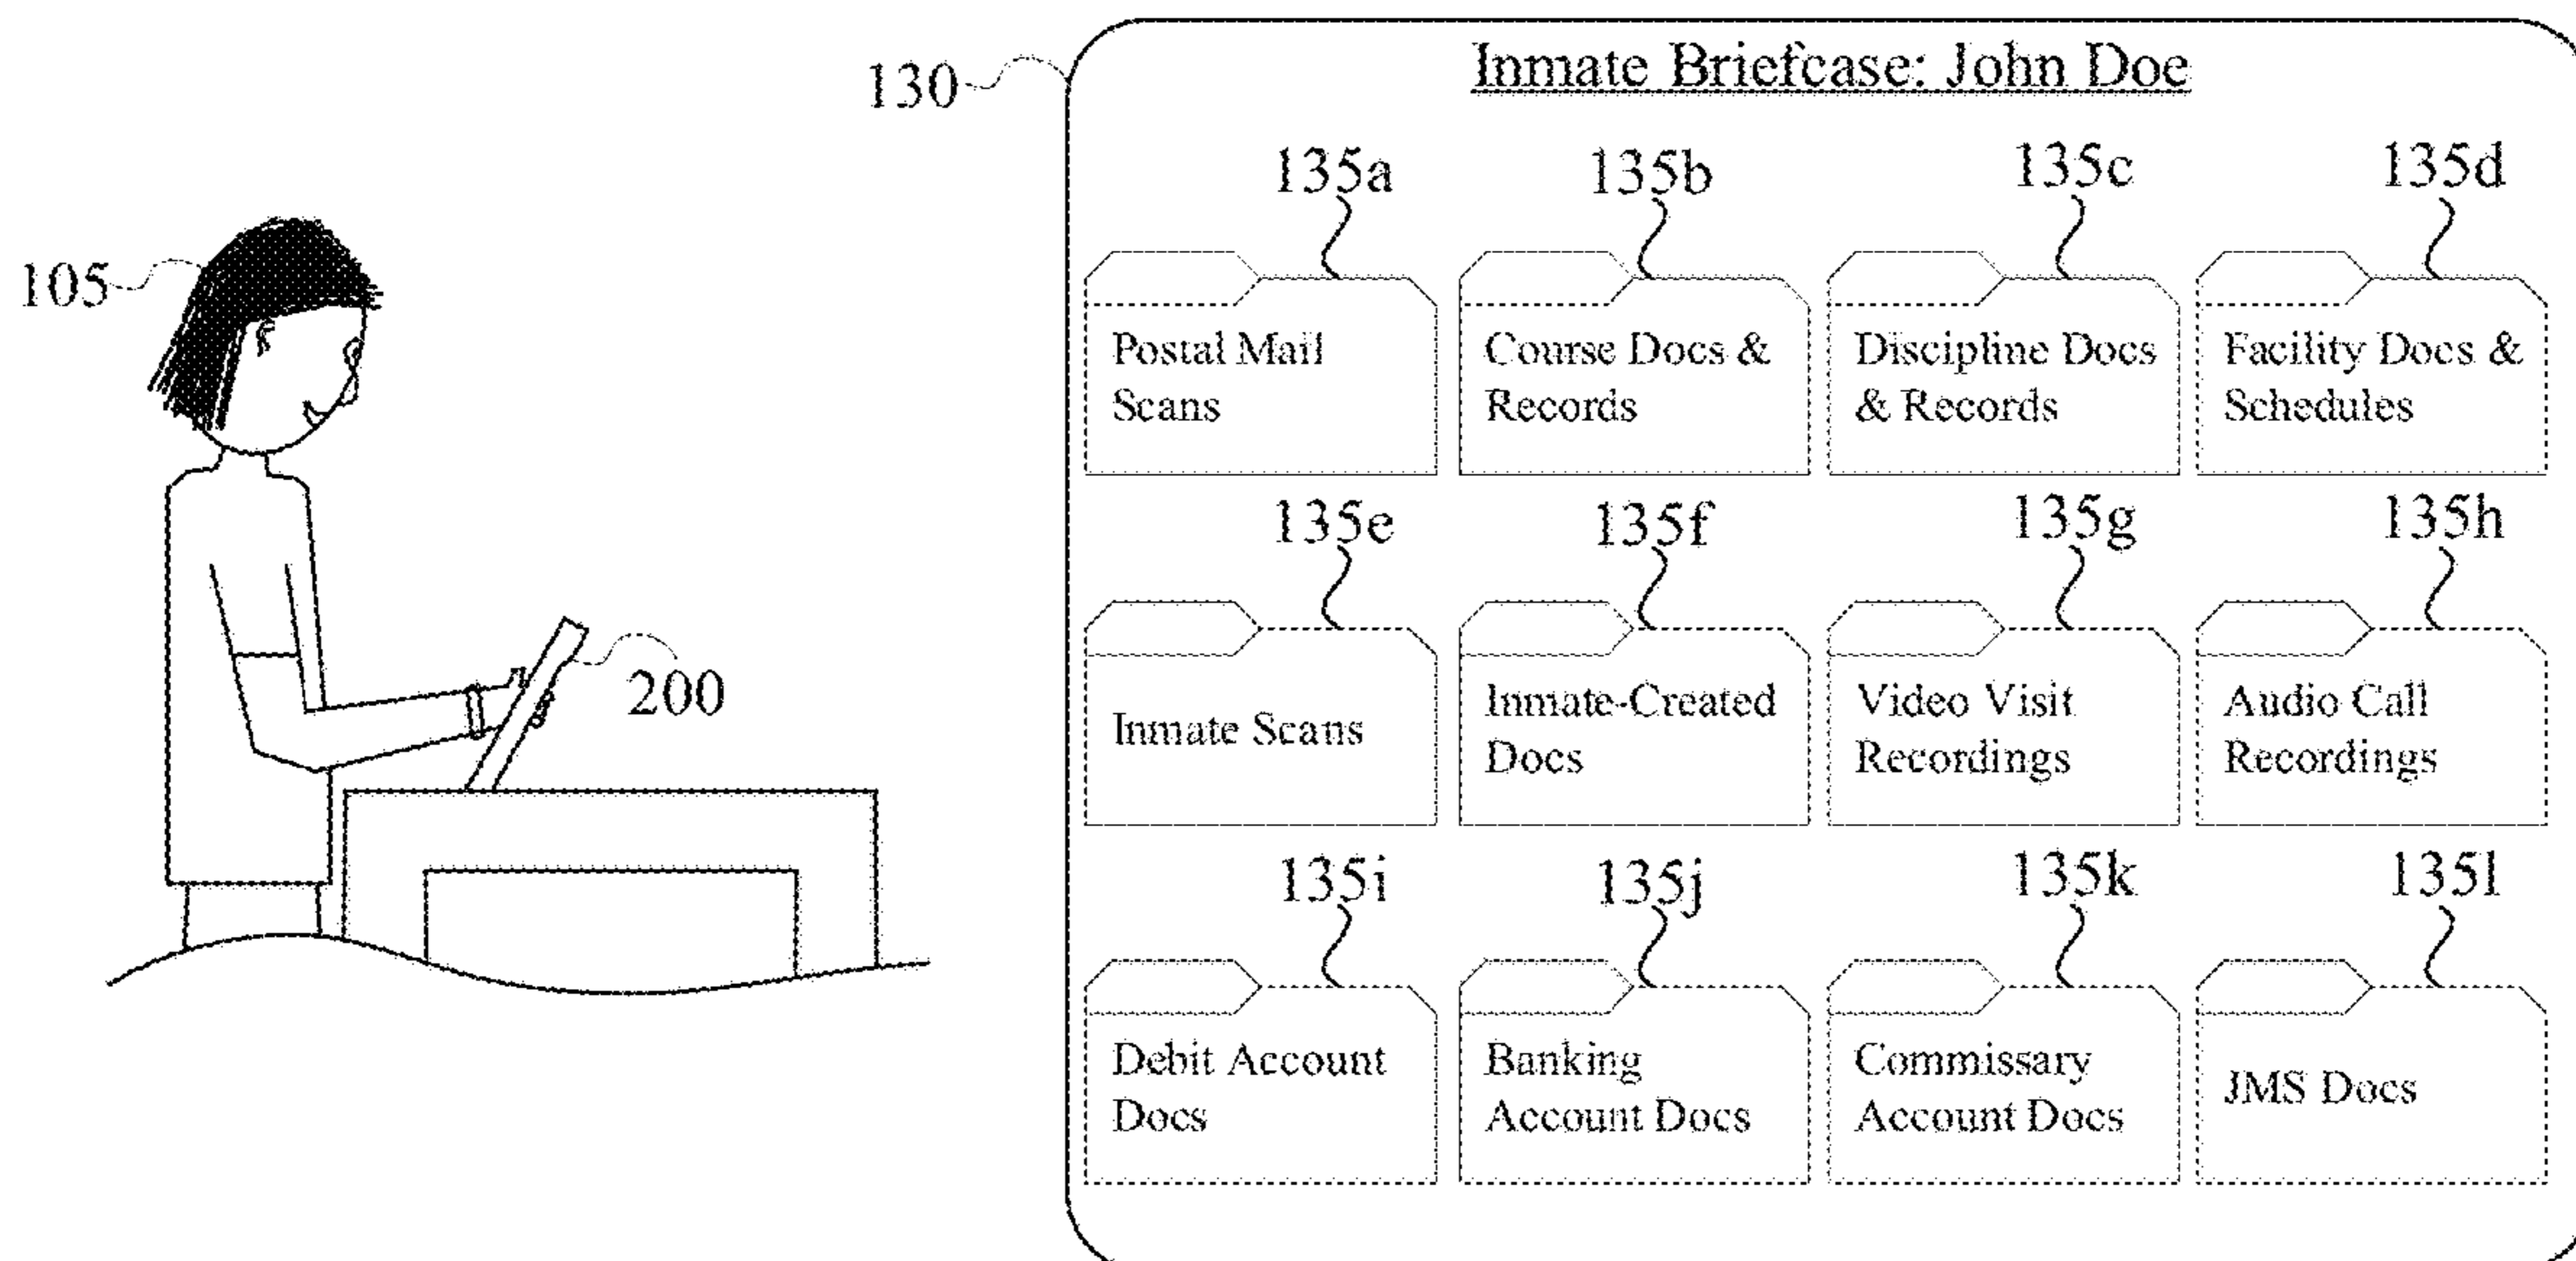 130
Inmate Briefcase: John Doe
135a
135b
135c
135d
105
Postal Mail
Scans
Course Docs &
Records
Discipline Docs
& Records
Facility Docs &
Schedules
135e
135f
135g
135h
200
Inmate Scans
Inmate-Created
Docs
Video Visit
Recordings
Audio Call
Recordings
135i
135j
135k
135l
Debit Account
Docs
Banking
Account Docs
Commissary
Account Docs
JMS Docs